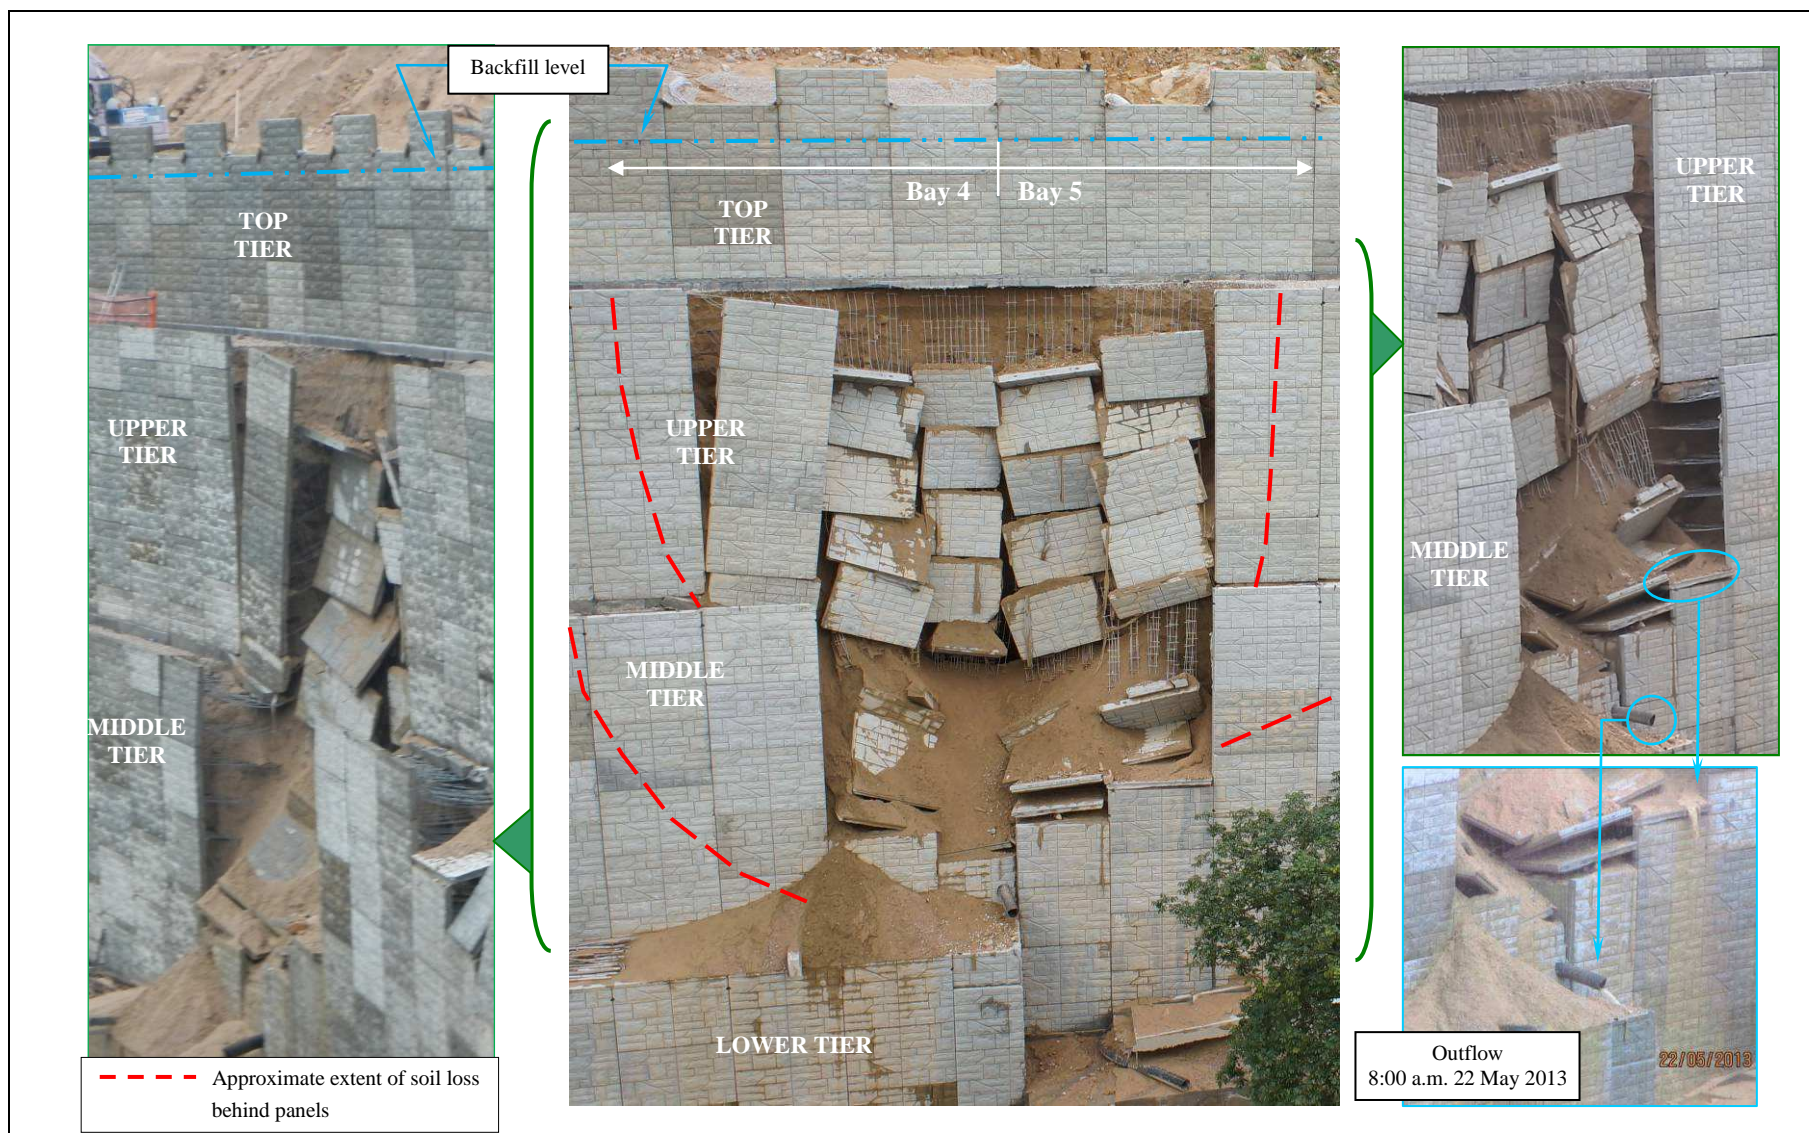 Backfill level
TOP
TIER
UPPER
TIER
MIDDLE
TIER
Approximate extent of soil loss
behind panels
Bay 4
Bay 5
TOP
TIER
UPPER
TIER
MIDDLE
TIER
LOWER TIER
UPPER
TIER
MIDDLE
TIER
Outflow
8:00 a.m. 22 May 2013
22/05/2013